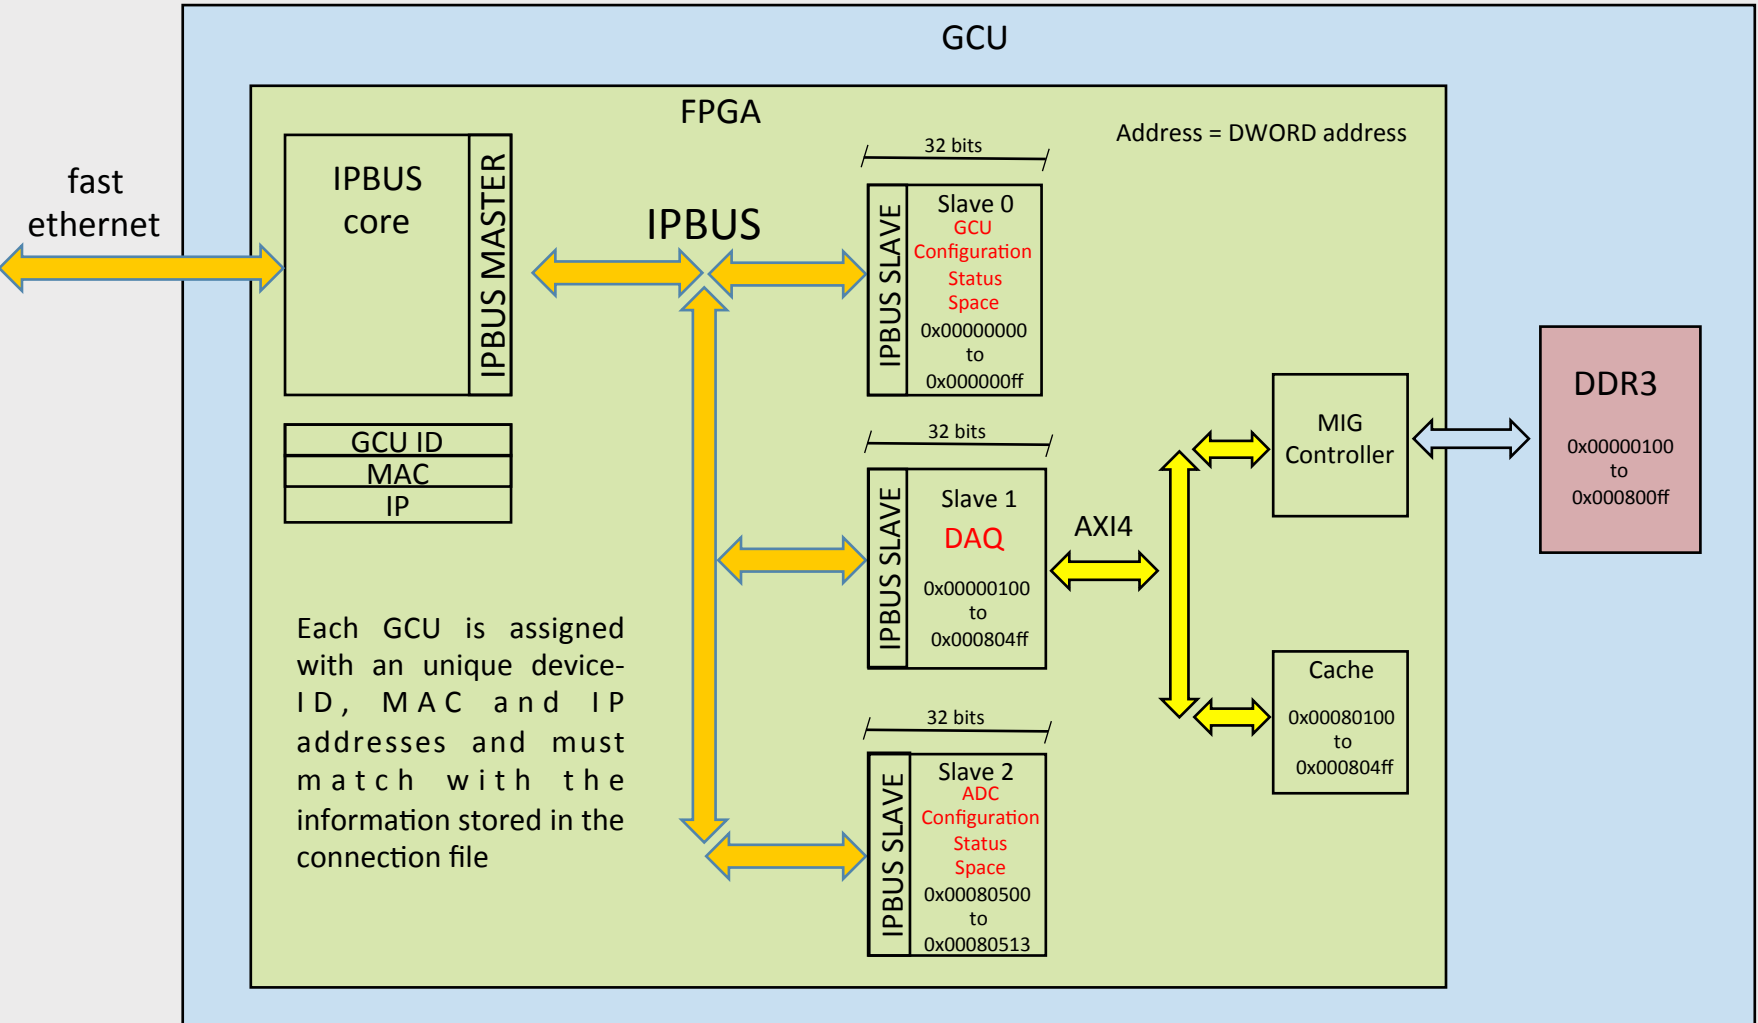 GCU
FPGA
Address = DWORD address
fast
ethernet
IPBUS
core
IPBUS MASTER
IPBUS
32 bits
IPBUS SLAVE
Slave 0
GCU
Configuration
Status
Space
0x00000000
to
0x000000ff
GCU ID
MAC
IP
32 bits
IPBUS SLAVE
Slave 1
DAQ
0x00000100
to
0x000804ff
AXI4
MIG
Controller
DDR3
0x00000100
to
0x000800ff
Cache
0x00080100
to
0x000804ff
Each GCU is assigned
with an unique device-
ID, MAC and IP
addresses and must
match with the
information stored in the
connection file
32 bits
IPBUS SLAVE
Slave 2
ADC
Configuration
Status
Space
0x00080500
to
0x00080513